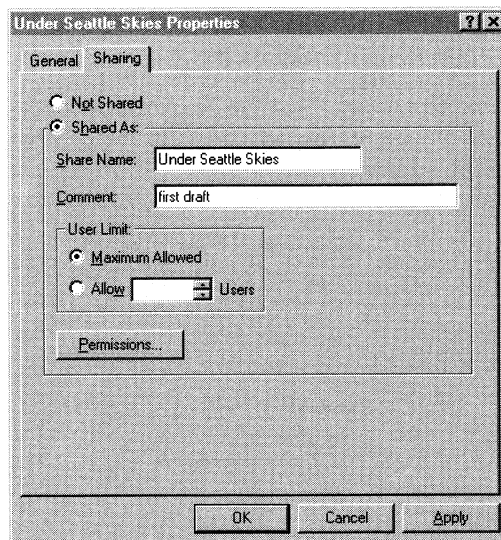 Under Seattle Skies Properties
General Sharing
Not Shared
Shared As:
Share Name: Under Seattle Skies
Comment: first draft
User Limit:
Maximum Allowed
Allow Users
Permissions...
OK Cancel Apply